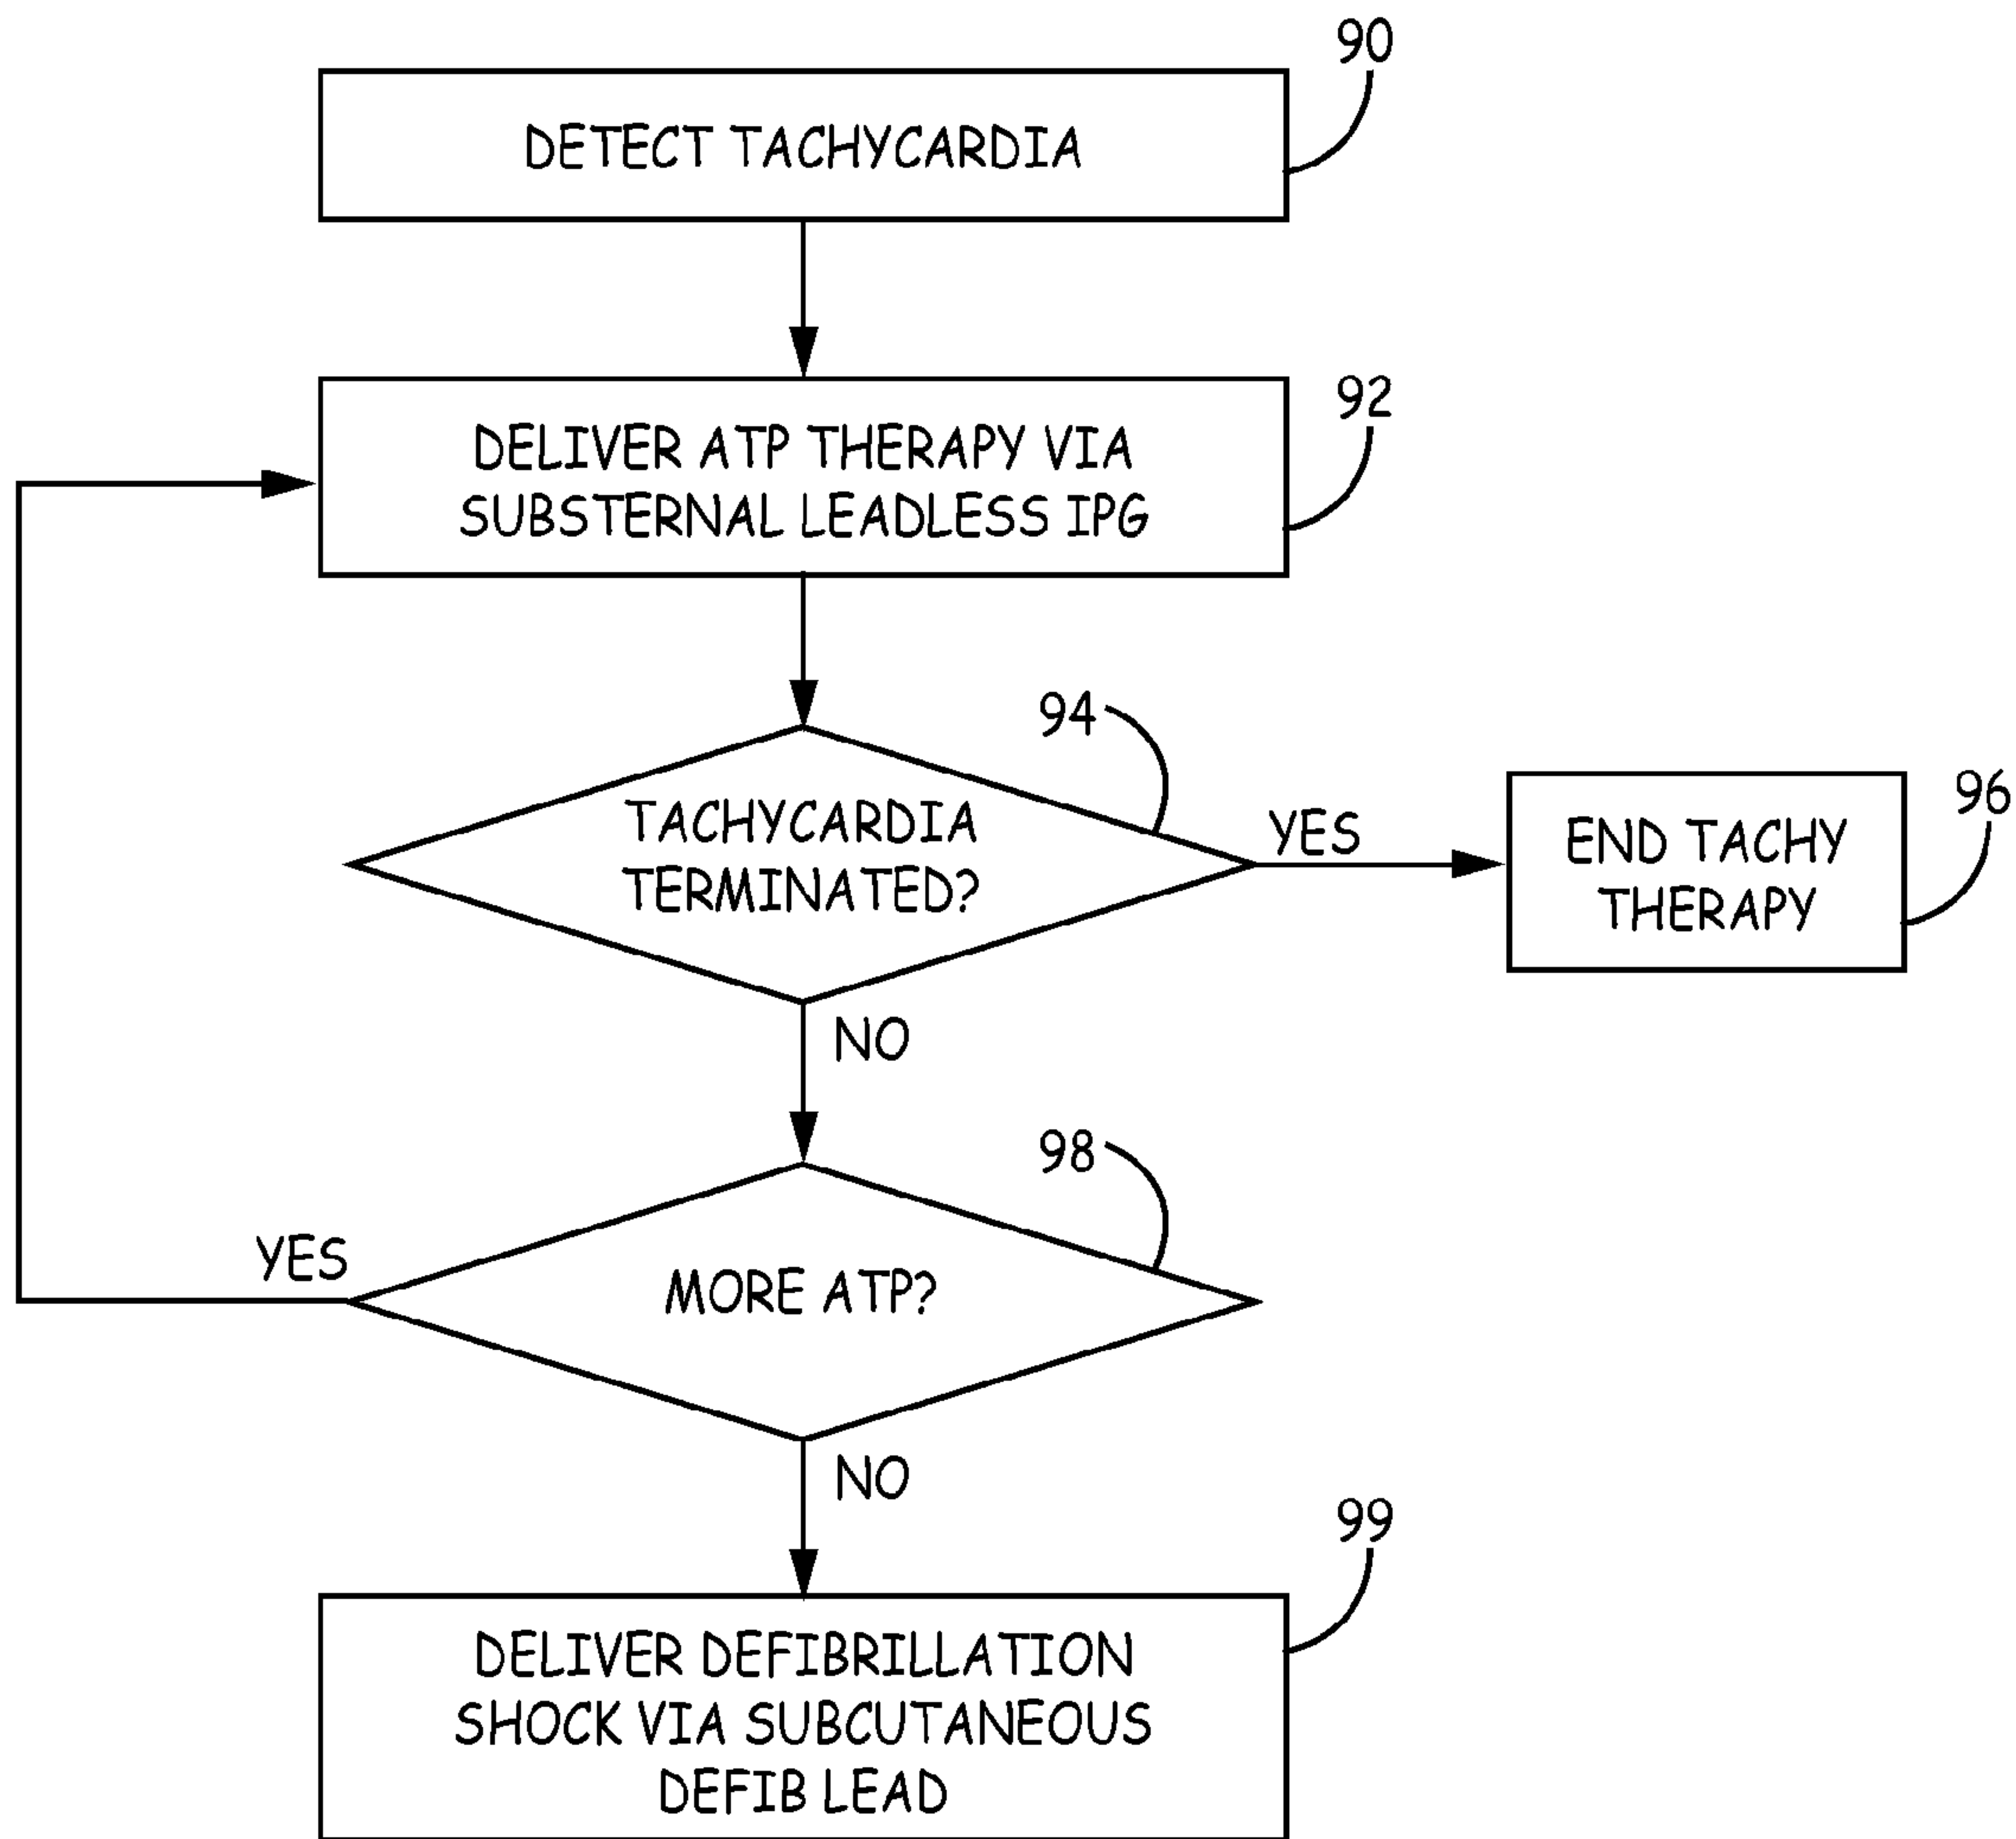 90
DETECT TACHYCARDIA
92
DELIVER ATP THERAPY VIA
SUBSTERNAL LEADLESS IPG
94
TACHYCARDIA
TERMINATED?
YES
96
END TACHY
THERAPY
NO
98
MORE ATP?
YES
NO
99
DELIVER DEFIBRILLATION
SHOCK VIA SUBCUTANEOUS
DEFIB LEAD